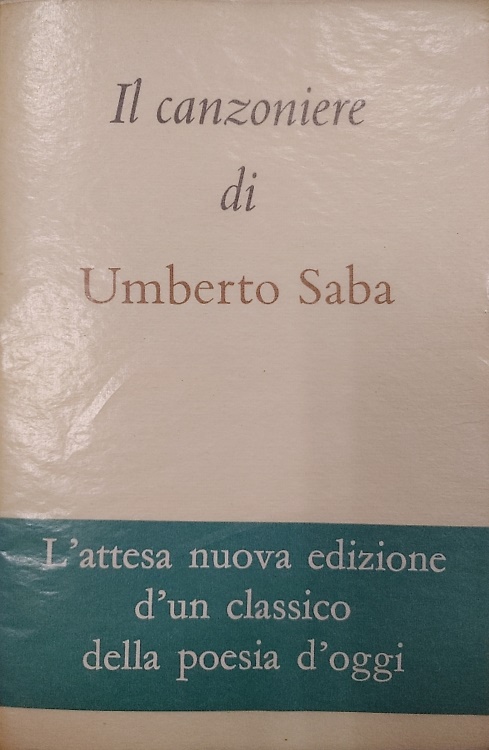 Il canzoniere
di
Umberto Saba
L'attesa nuova edizione
d'un classico
della poesia d'oggi